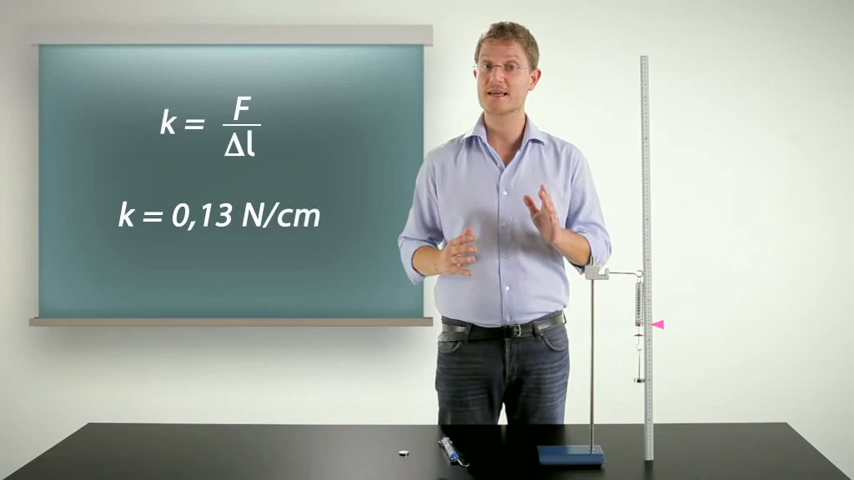 k = F/Δl
k = 0,13 N/cm